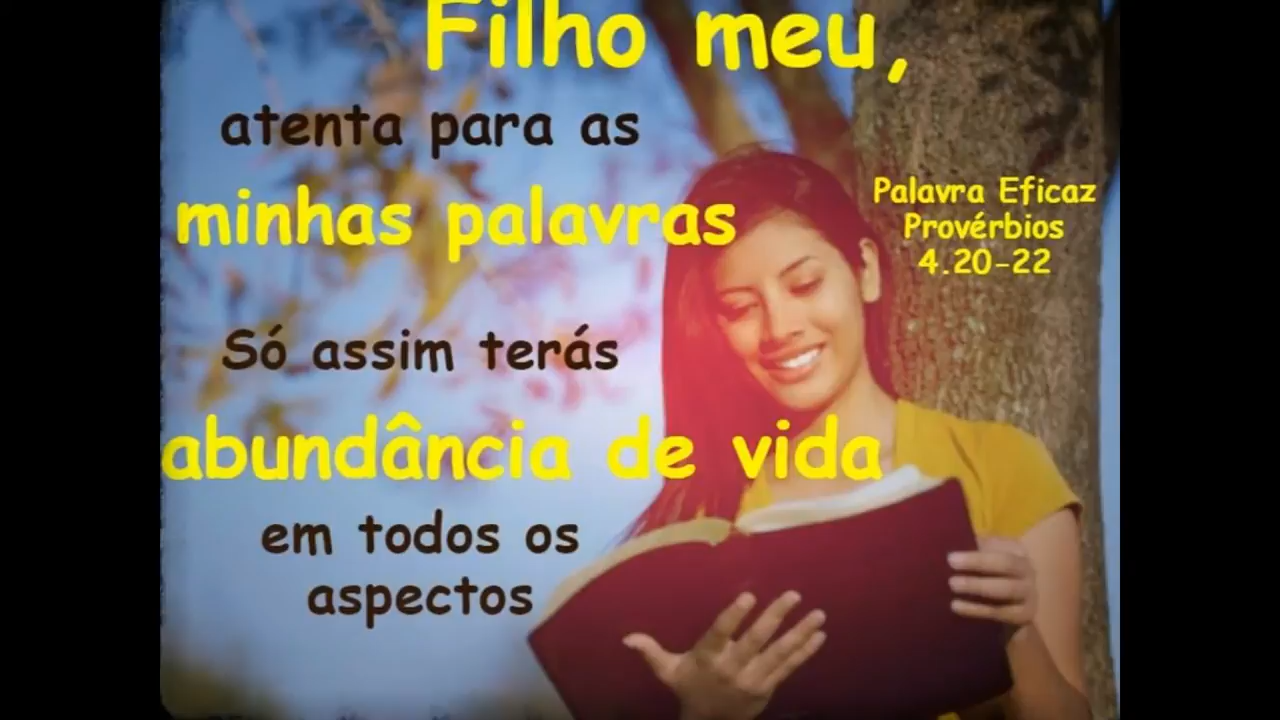 Filho meu,
atenta para as
minhas palavras
Palavra Eficaz
Provérbios
4.20-22
Só assim terás
abundância de vida
em todos os
aspectos